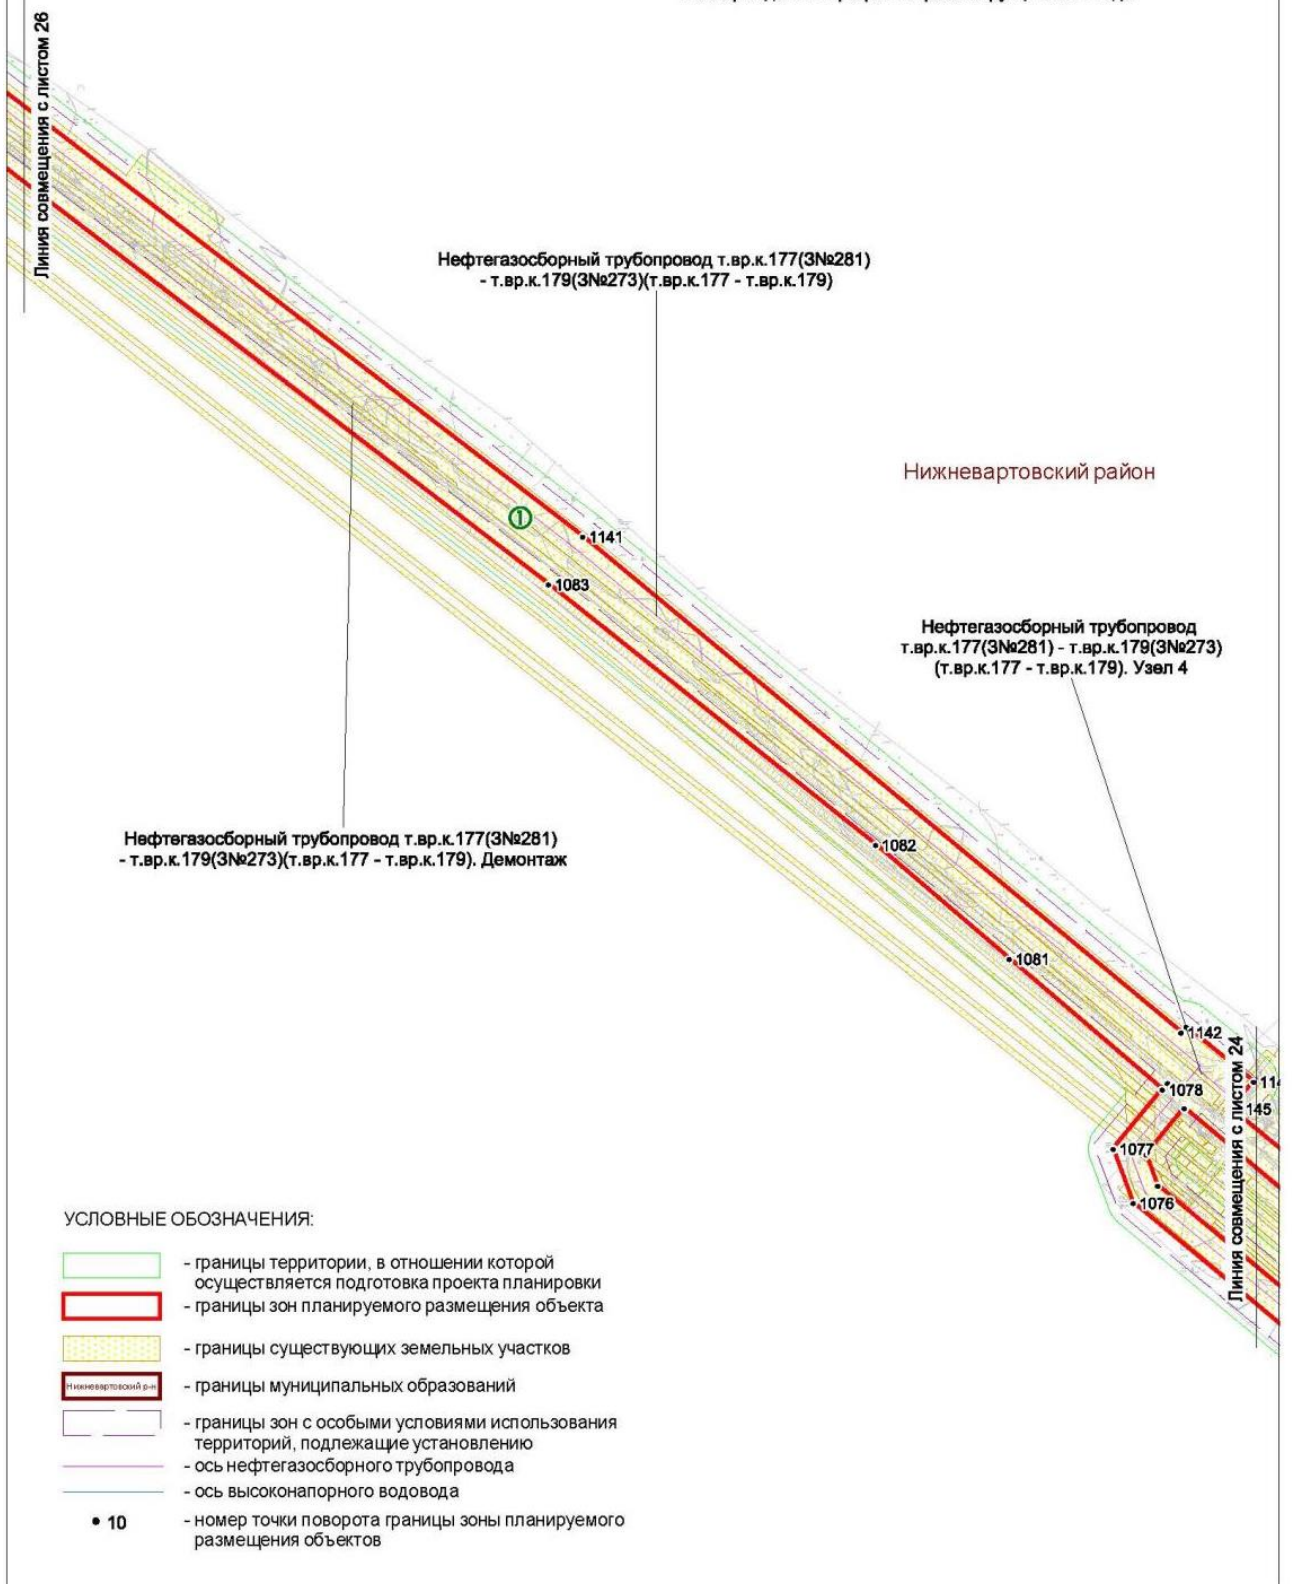 Линия совмещения с листом 26
Нефтегазосборный трубопровод т.вр.к.177(З№281)
- т.вр.к.179(З№273)(т.вр.к.177 - т.вр.к.179)
Нижневартовский район
1
1141
1083
Нефтегазосборный трубопровод
т.вр.к.177(З№281) - т.вр.к.179(З№273)
(т.вр.к.177 - т.вр.к.179). Узел 4
Нефтегазосборный трубопровод т.вр.к.177(З№281)
- т.вр.к.179(З№273)(т.вр.к.177 - т.вр.к.179). Демонтаж
1082
1081
1142
1078
145
1077
1076
Линия совмещения с листом 24
УСЛОВНЫЕ ОБОЗНАЧЕНИЯ:
- границы территории, в отношении которой
осуществляется подготовка проекта планировки
- границы зон планируемого размещения объекта
- границы существующих земельных участков
Нижневартовский р-н
- границы муниципальных образований
- границы зон с особыми условиями использования
территорий, подлежащие установлению
- ось нефтегазосборного трубопровода
- ось высоконапорного водовода
• 10
- номер точки поворота границы зоны планируемого
размещения объектов